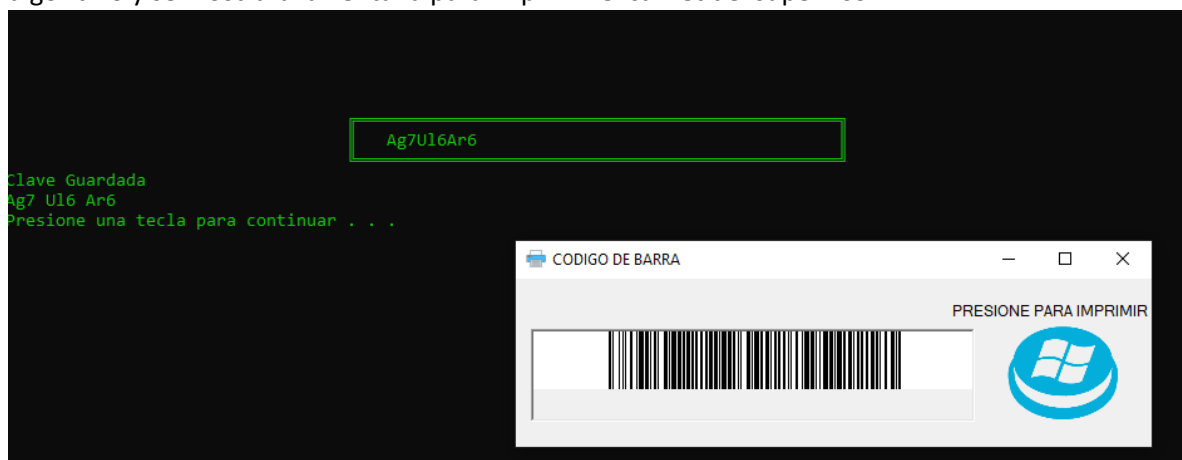 Ag7Ul6Ar6
Clave Guardada
Ag7 Ul6 Ar6
Presione una tecla para continuar . . .
CODIGO DE BARRA
PRESIONE PARA IMPRIMIR